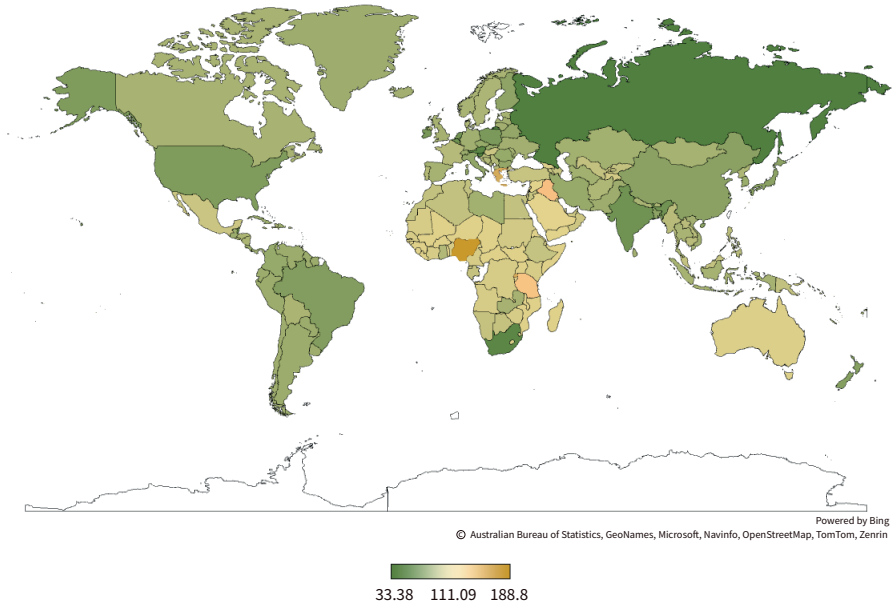 Powered by Bing
© Australian Bureau of Statistics, GeoNames, Microsoft, Navinfo, OpenStreetMap, TomTom, Zenrin
33.38 111.09 188.8